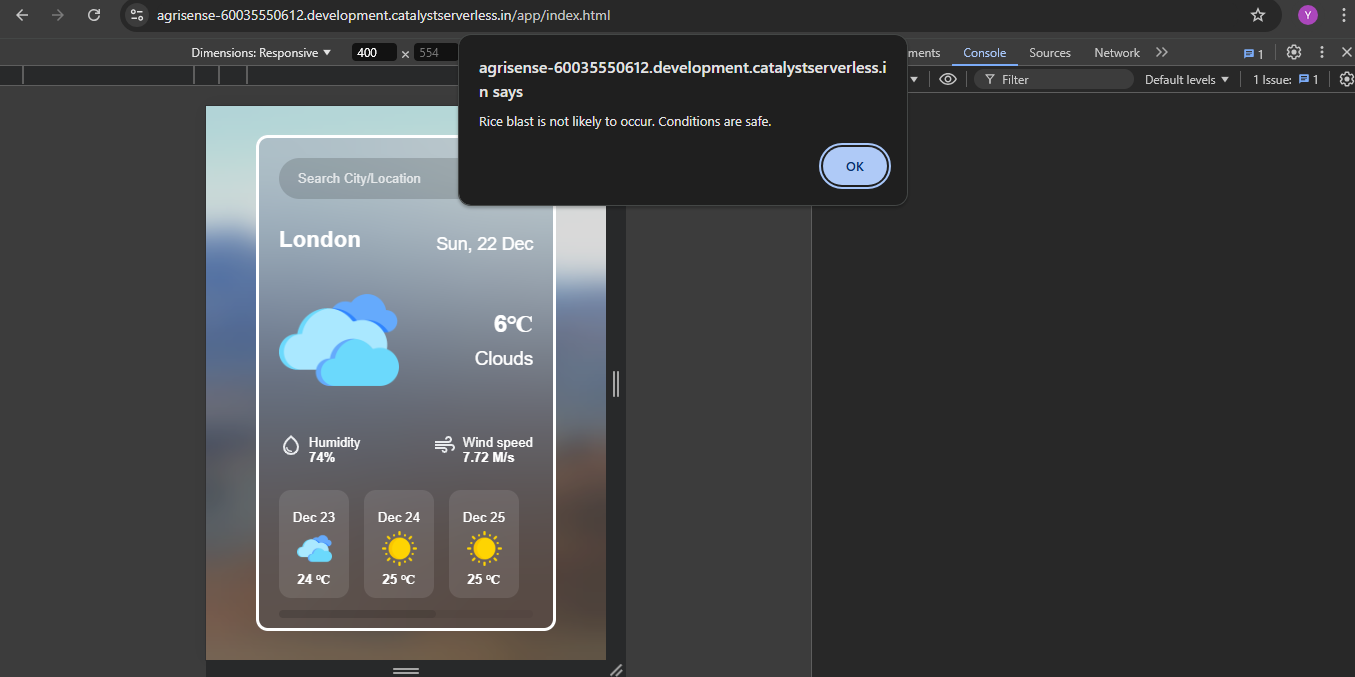 agrisense-60035550612.development.catalystserverless.in/app/index.html
Y
Dimensions: Responsive ▼ 400 × 554
ments Console Sources Network 1
Filter Default levels ▼ 1 Issue: 1
agrisense-60035550612.development.catalystserverless.i
n says
Rice blast is not likely to occur. Conditions are safe.
OK
Search City/Location
London Sun, 22 Dec
6℃
Clouds
Humidity Wind speed
74% 7.72 M/s
Dec 23 Dec 24 Dec 25
24 ℃ 25 ℃ 25 ℃